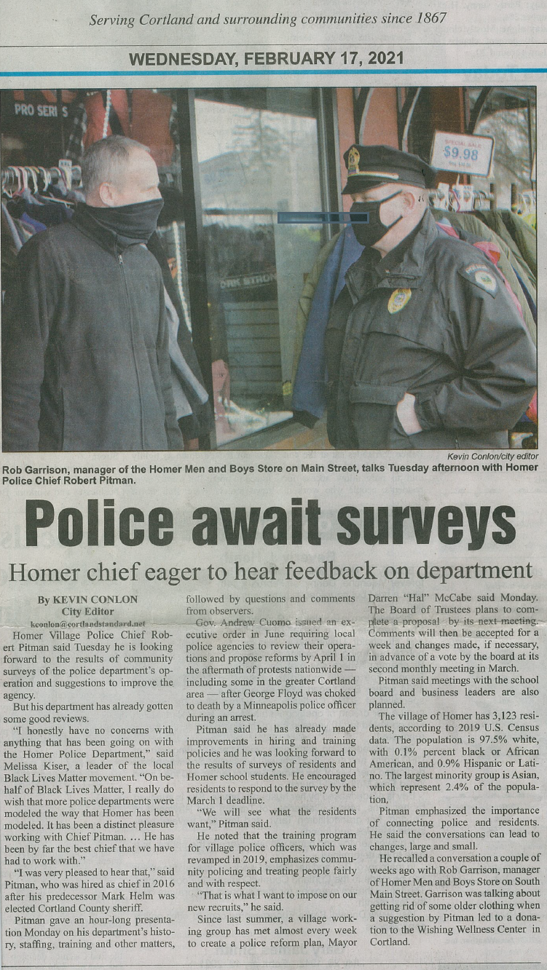 Serving Cortland and surrounding communities since 1867
WEDNESDAY, FEBRUARY 17, 2021
PRO SERI S
SPECIAL SALE
$9.98
ORK STRON
Kevin Conlon/city editor
Rob Garrison, manager of the Homer Men and Boys Store on Main Street, talks Tuesday afternoon with Homer
Police Chief Robert Pitman.
Police await surveys
Homer chief eager to hear feedback on department
By KEVIN CONLON
City Editor
kconlon@cortlandstandard.net
Homer Village Police Chief Rob-
ert Pitman said Tuesday he is looking
forward to the results of community
surveys of the police department's op-
eration and suggestions to improve the
agency.
But his department has already gotten
some good reviews.
"I honestly have no concerns with
anything that has been going on with
the Homer Police Department," said
Melissa Kiser, a leader of the local
Black Lives Matter movement. "On be-
half of Black Lives Matter, I really do
wish that more police departments were
modeled the way that Homer has been
modeled. It has been a distinct pleasure
working with Chief Pitman. … He has
been by far the best chief that we have
had to work with."
"I was very pleased to hear that," said
Pitman, who was hired as chief in 2016
after his predecessor Mark Helm was
elected Cortland County sheriff.
Pitman gave an hour-long presenta-
tion Monday on his department's histo-
ry, staffing, training and other matters,
followed by questions and comments
from observers.
Gov. Andrew Cuomo issued an ex-
ecutive order in June requiring local
police agencies to review their oper-
ations and propose reforms by April 1 in
the aftermath of protests nationwide —
including some in the greater Cortland
area — after George Floyd was choked
to death by a Minneapolis police officer
during an arrest.
Pitman said he has already made
improvements in hiring and training
policies and he was looking forward to
the results of surveys of residents and
Homer school students. He encouraged
residents to respond to the survey by the
March 1 deadline.
"We will see what the residents
want," Pitman said.
He noted that the training program
for village police officers, which was
revamped in 2019, emphasizes commu-
nity policing and treating people fairly
and with respect.
"That is what I want to impose on our
new recruits," he said.
Since last summer, a village work-
ing group has met almost every week
to create a police reform plan, Mayor
Darren "Hal" McCabe said Monday.
The Board of Trustees plans to com-
plete a proposal by its next meeting.
Comments will then be accepted for a
week and changes made, if necessary,
in advance of a vote by the board at its
second monthly meeting in March.
Pitman said meetings with the school
board and business leaders are also
planned.
The village of Homer has 3,123 resi-
dents, according to 2019 U.S. Census
data. The population is 97.5% white,
with 0.1% percent black or African
American, and 0.9% Hispanic or Lati-
no. The largest minority group is Asian,
which represent 2.4% of the popula-
tion,
Pitman emphasized the importance
of connecting police and residents.
He said the conversations can lead to
changes, large and small.
He recalled a conversation a couple of
weeks ago with Rob Garrison, manager
of Homer Men and Boys Store on South
Main Street. Garrison was talking about
getting rid of some older clothing when
a suggestion by Pitman led to a dona-
tion to the Wishing Wellness Center in
Cortland.